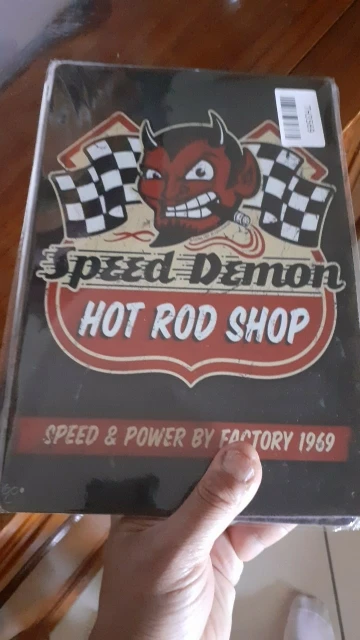 Speed Demon
HOT ROD SHOP
SPEED & POWER BY FACTORY 1969